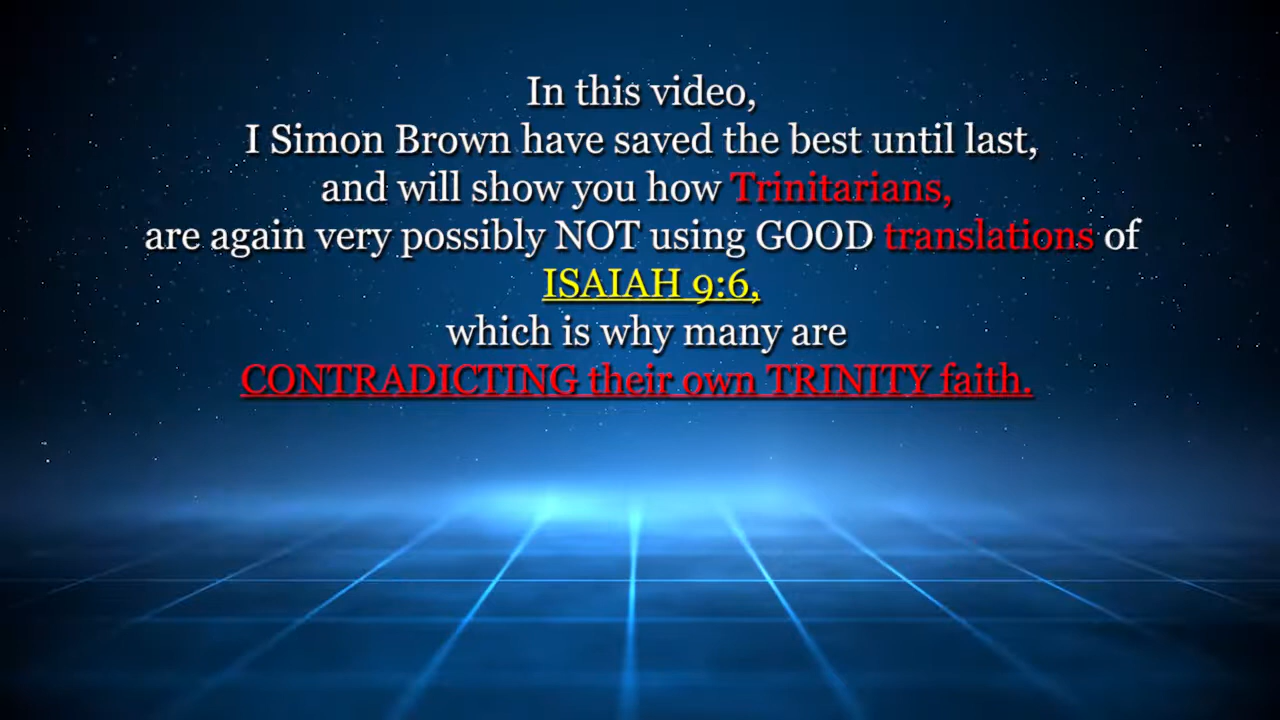 In this video,
I Simon Brown have saved the best until last,
and will show you how Trinitarians,
are again very possibly NOT using GOOD translations of
ISAIAH 9:6,
which is why many are
CONTRADICTING their own TRINITY faith.